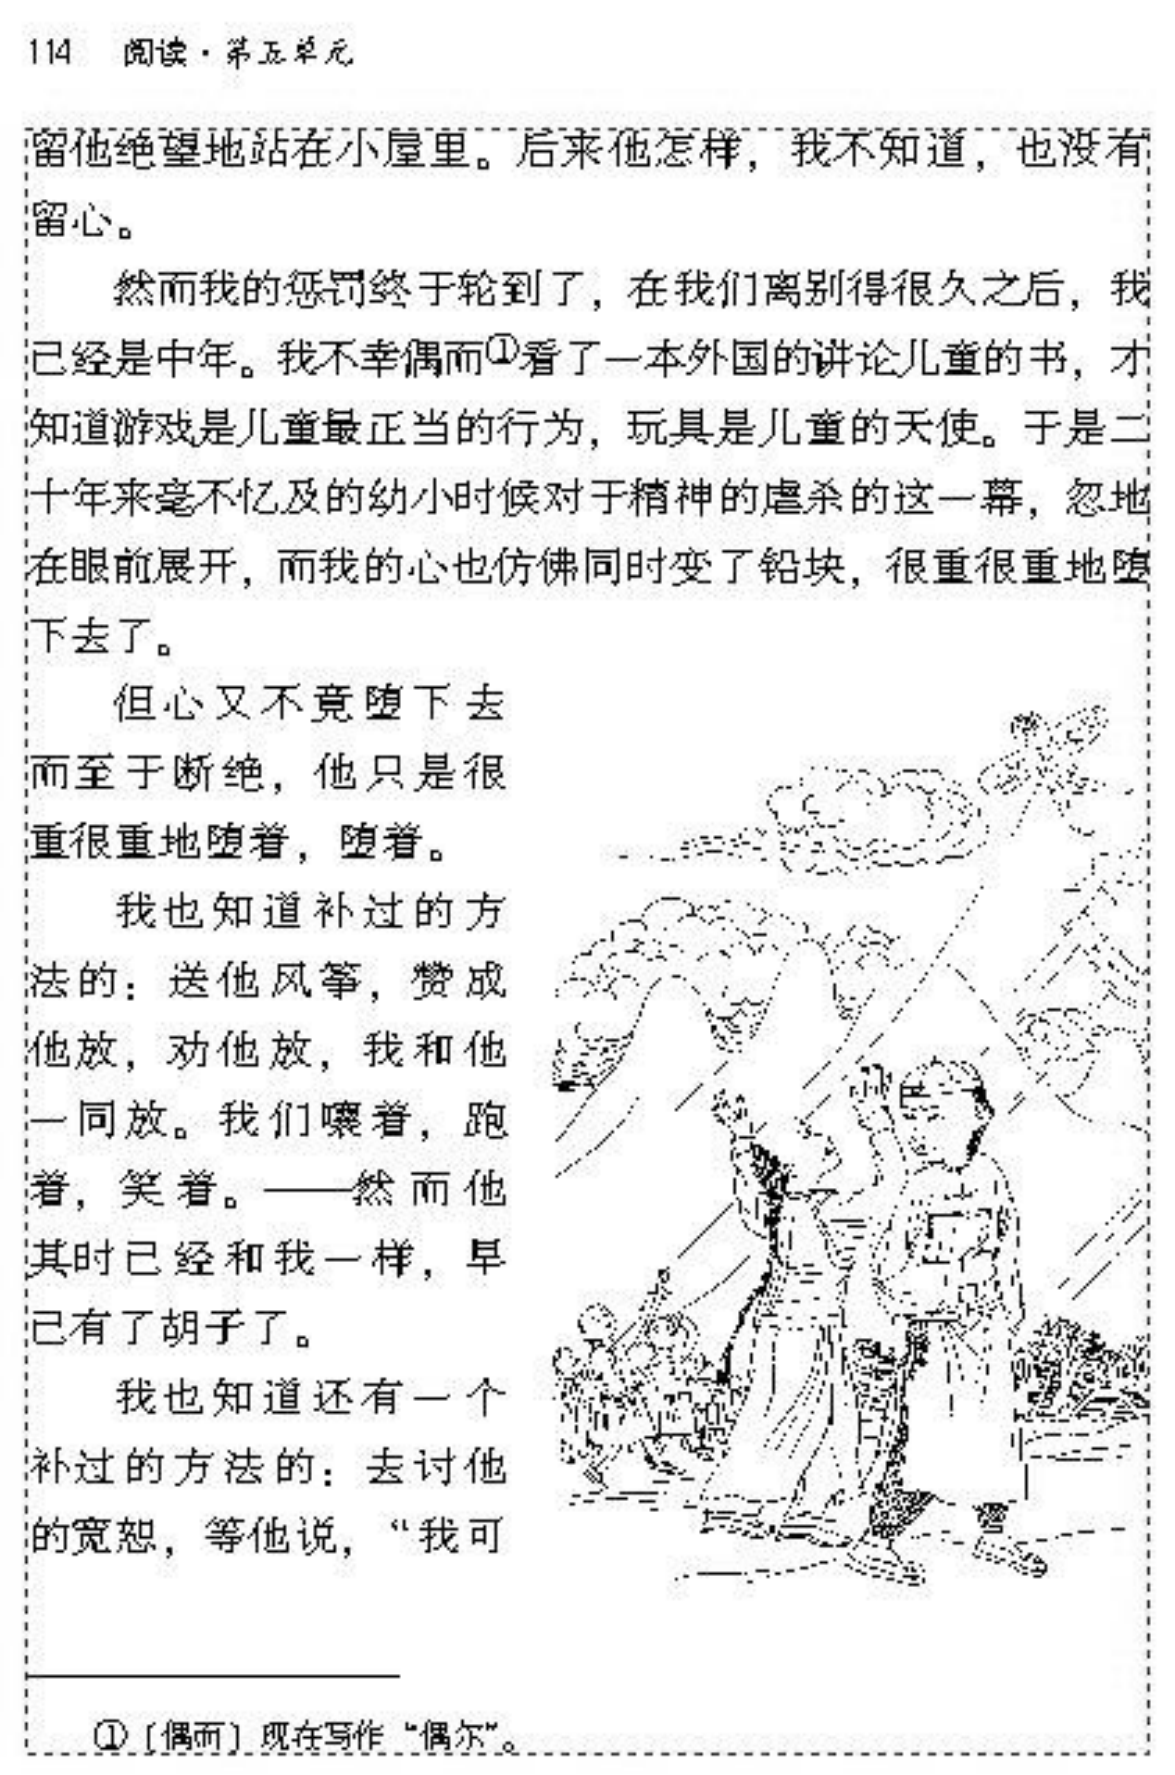 114 阅读·第五单元
留他绝望地站在小屋里。后来他怎样，我不知道，也没有
留心。
然而我的惩罚终于轮到了，在我们离别得很久之后，我
已经是中年。我不幸偶而①看了一本外国的讲论儿童的书，才
知道游戏是儿童最正当的行为，玩具是儿童的天使。于是二
十年来毫不忆及的幼小时候对于精神的虐杀的这一幕，忽地
在眼前展开，而我的心也仿佛同时变了铅块，很重很重地堕
下去了。
但心又不竟堕下去
而至于断绝，他只是很
重很重地堕着，堕着。
我也知道补过的方
法的：送他风筝，赞成
他放，劝他放，我和他
一同放。我们嚷着，跑
着，笑着。——然而他
其时已经和我一样，早
已有了胡子了。
我也知道还有一个
补过的方法的：去讨他
的宽恕，等他说，“我可
①〔偶而〕现在写作“偶尔”。